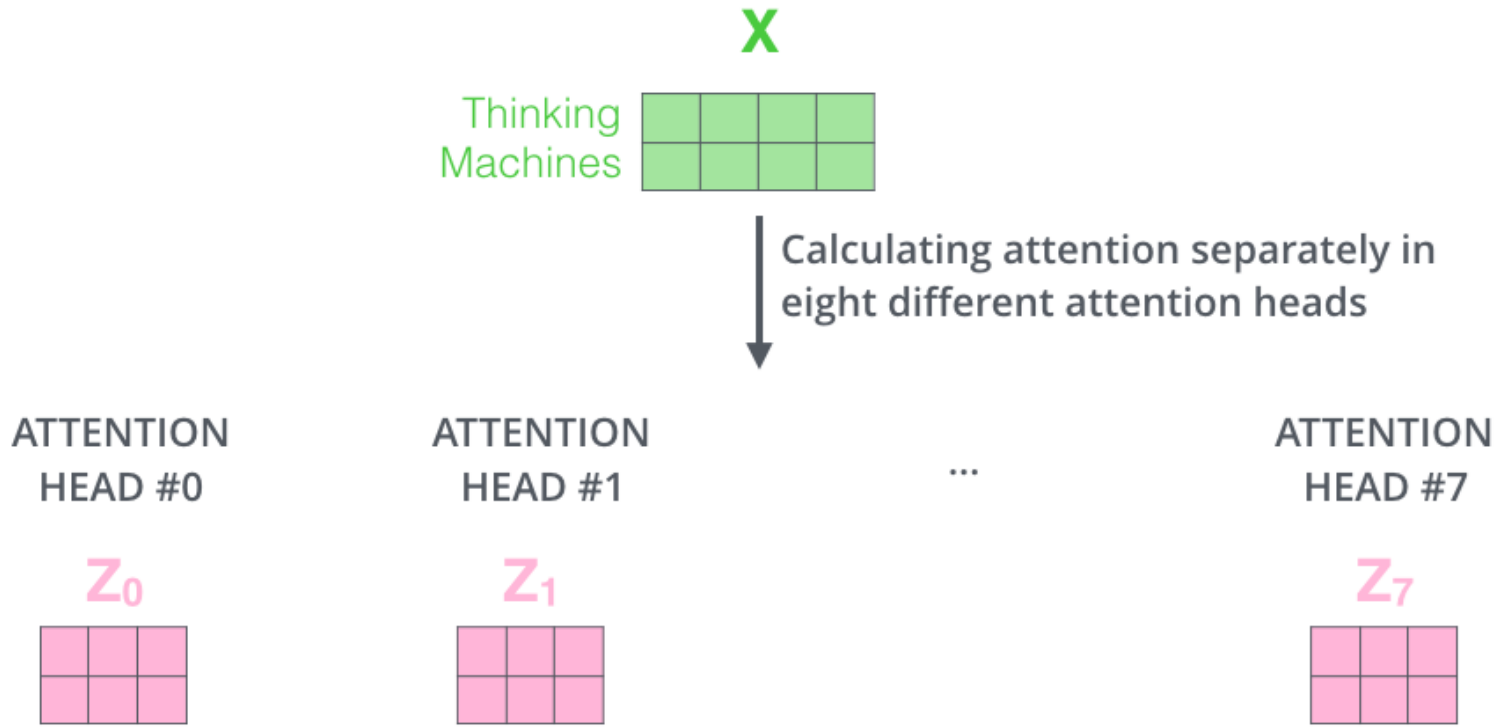 X
Thinking
Machines
Calculating attention separately in
eight different attention heads
ATTENTION
HEAD #0
ATTENTION
HEAD #1
...
ATTENTION
HEAD #7
Z0
Z1
Z7